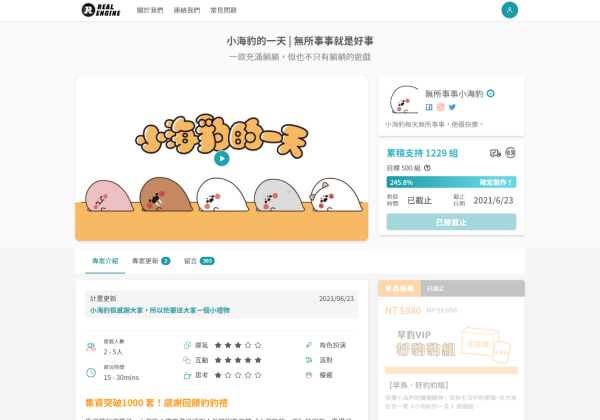 REAL
ENGINE
關於我們
連絡我們
常見問題
小海豹的一天 | 無所事事就是好事
一款充滿躺躺，但也不只有躺躺的遊戲
小海豹的一天
無所事事小海豹
小海豹每天無所事事，他很快樂。
累積支持 1229 組
目標 500 組
245.8%
確定製作！
剩餘時間 已截止
截止日期 2021/6/23
已經截止
專案介紹
專案更新 2
留言 393
計畫更新
2021/06/23
小海豹很感謝大家，所以他要送大家一個小禮物
遊戲人數
2 - 5人
遊玩時間
15 - 30mins
運氣
互動
思考
角色扮演
派對
療癒
集資突破1000 套！感謝回饋豹豹禮
早鳥優惠
已截止
NT $880
NT $1,050
早豹VIP
好豹豹組
【早鳥．好豹豹組】